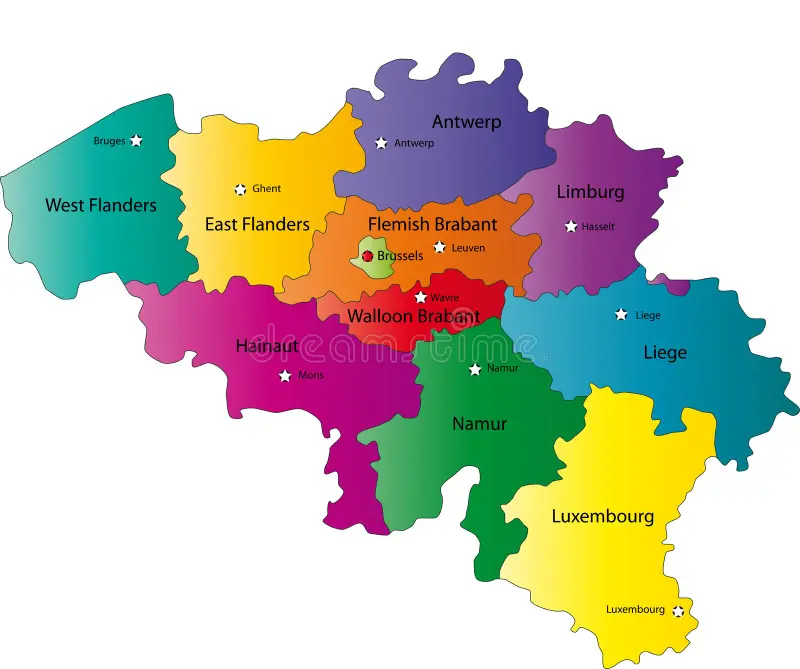 Antwerp
Bruges
Antwerp
Ghent
Limburg
West Flanders
East Flanders
Flemish Brabant
Hasselt
Leuven
Brussels
Wavre
Walloon Brabant
Liege
Hainaut
dreamstime
Liege
Mons
Namur
Namur
Luxembourg
Luxembourg